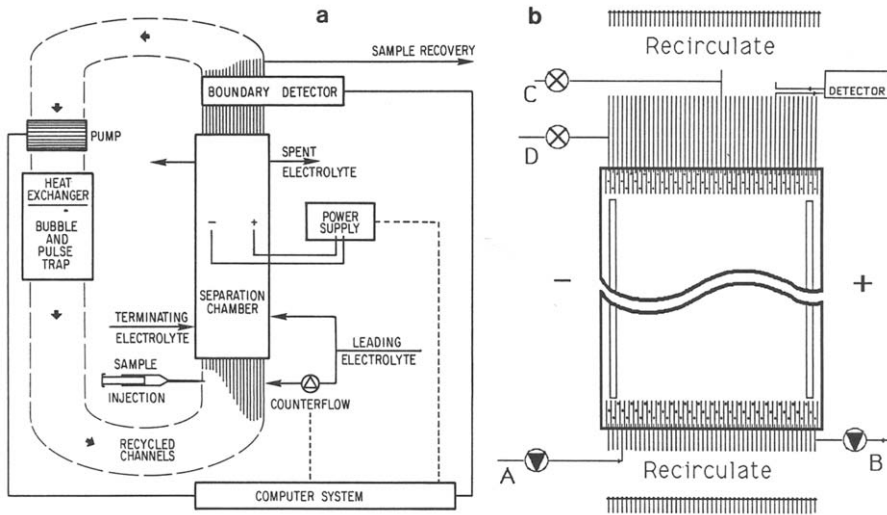 a
SAMPLE RECOVERY
BOUNDARY DETECTOR
PUMP
SPENT
ELECTROLYTE
HEAT
EXCHANGER
BUBBLE
AND
PULSE
TRAP
- +
POWER
SUPPLY
SEPARATION
CHAMBER
TERMINATING
ELECTROLYTE
LEADING
ELECTROLYTE
SAMPLE
INJECTION
COUNTERFLOW
RECYCLED
CHANNELS
COMPUTER SYSTEM
b
Recirculate
C
DETECTOR
D
- +
A
B
Recirculate